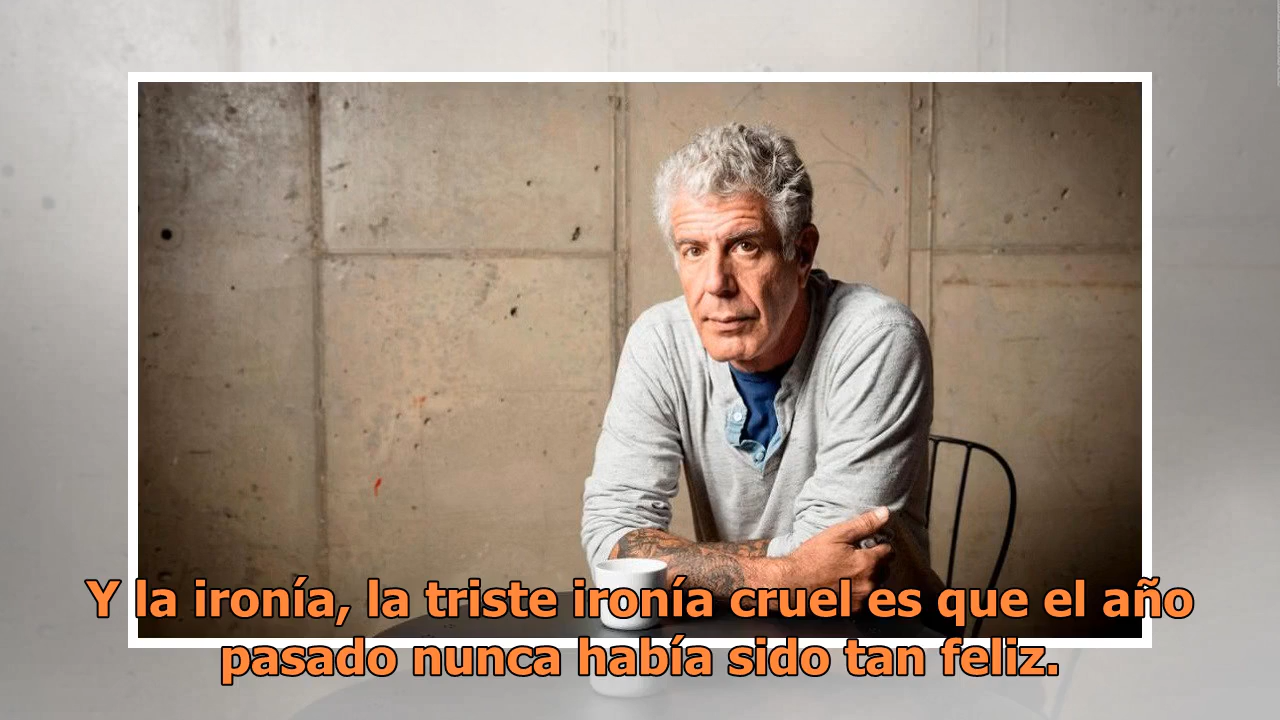 Y la ironía, la triste ironía cruel es que el año
pasado nunca había sido tan feliz.